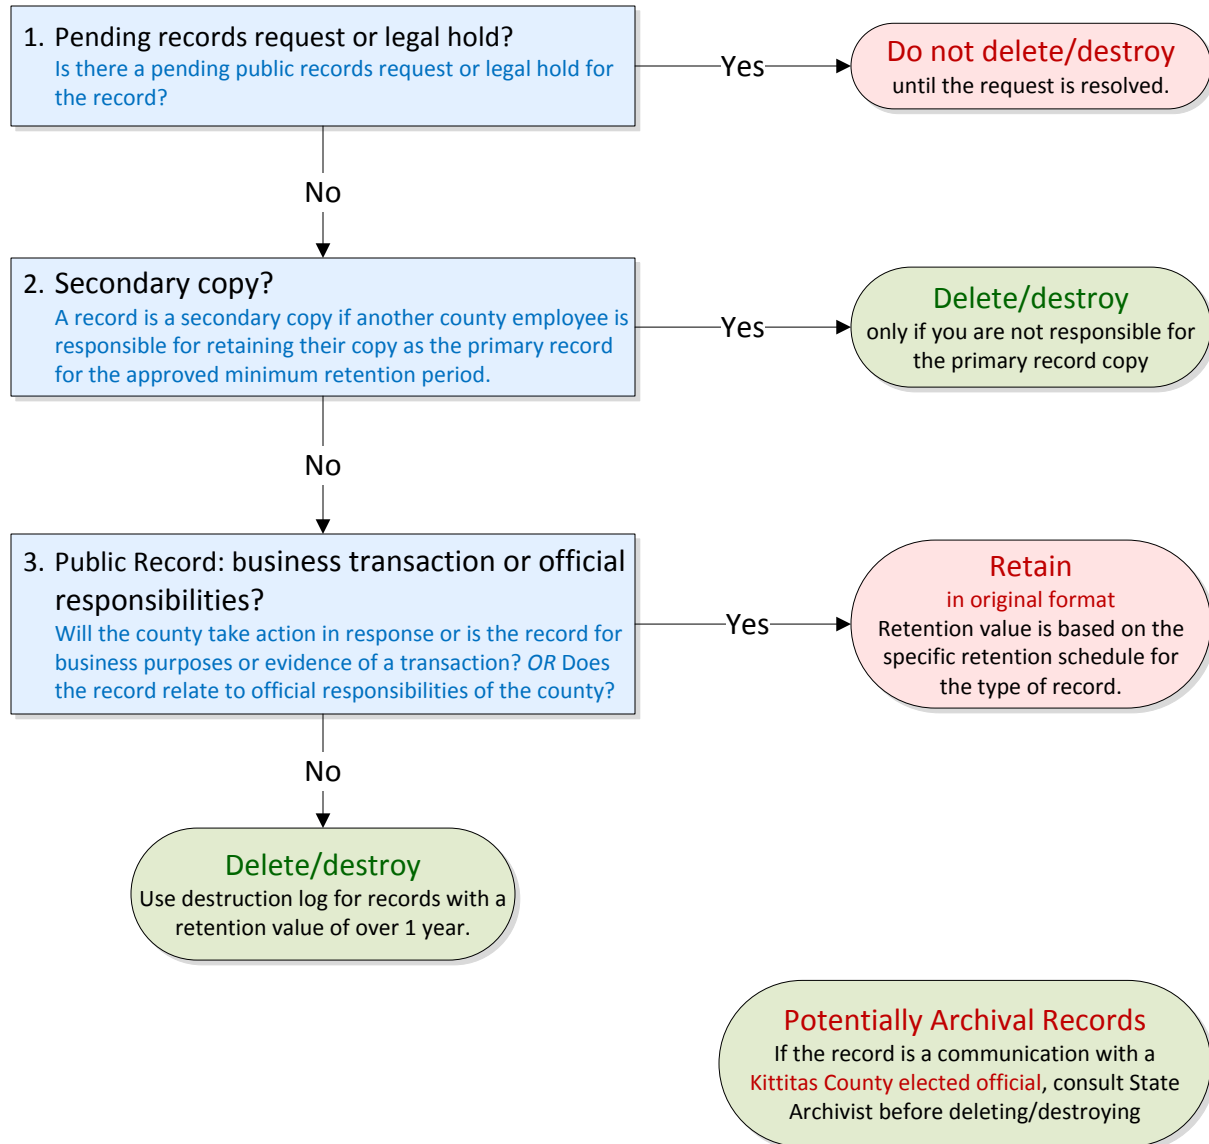 1. Pending records request or legal hold?
Is there a pending public records request or legal hold for
the record?
Yes
Do not delete/destroy
until the request is resolved.
No
2. Secondary copy?
A record is a secondary copy if another county employee is
responsible for retaining their copy as the primary record
for the approved minimum retention period.
Yes
Delete/destroy
only if you are not responsible for
the primary record copy
No
3. Public Record: business transaction or official
responsibilities?
Will the county take action in response or is the record for
business purposes or evidence of a transaction? OR Does
the record relate to official responsibilities of the county?
Yes
Retain
in original format
Retention value is based on the
specific retention schedule for
the type of record.
No
Delete/destroy
Use destruction log for records with a
retention value of over 1 year.
Potentially Archival Records
If the record is a communication with a
Kittitas County elected official, consult State
Archivist before deleting/destroying